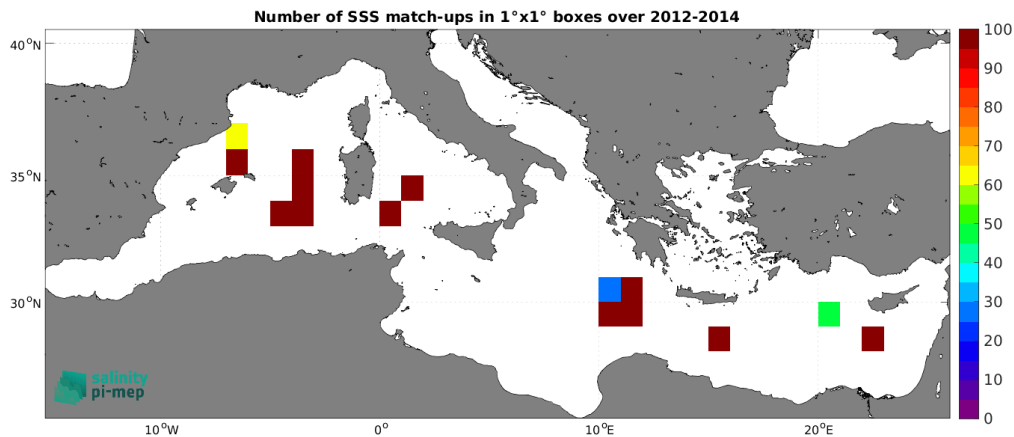 Number of SSS match-ups in 1°x1° boxes over 2012-2014
40°N
35°N
30°N
10°W
0°
10°E
20°E
100
90
80
70
60
50
40
30
20
10
0
salinity
pi-mep